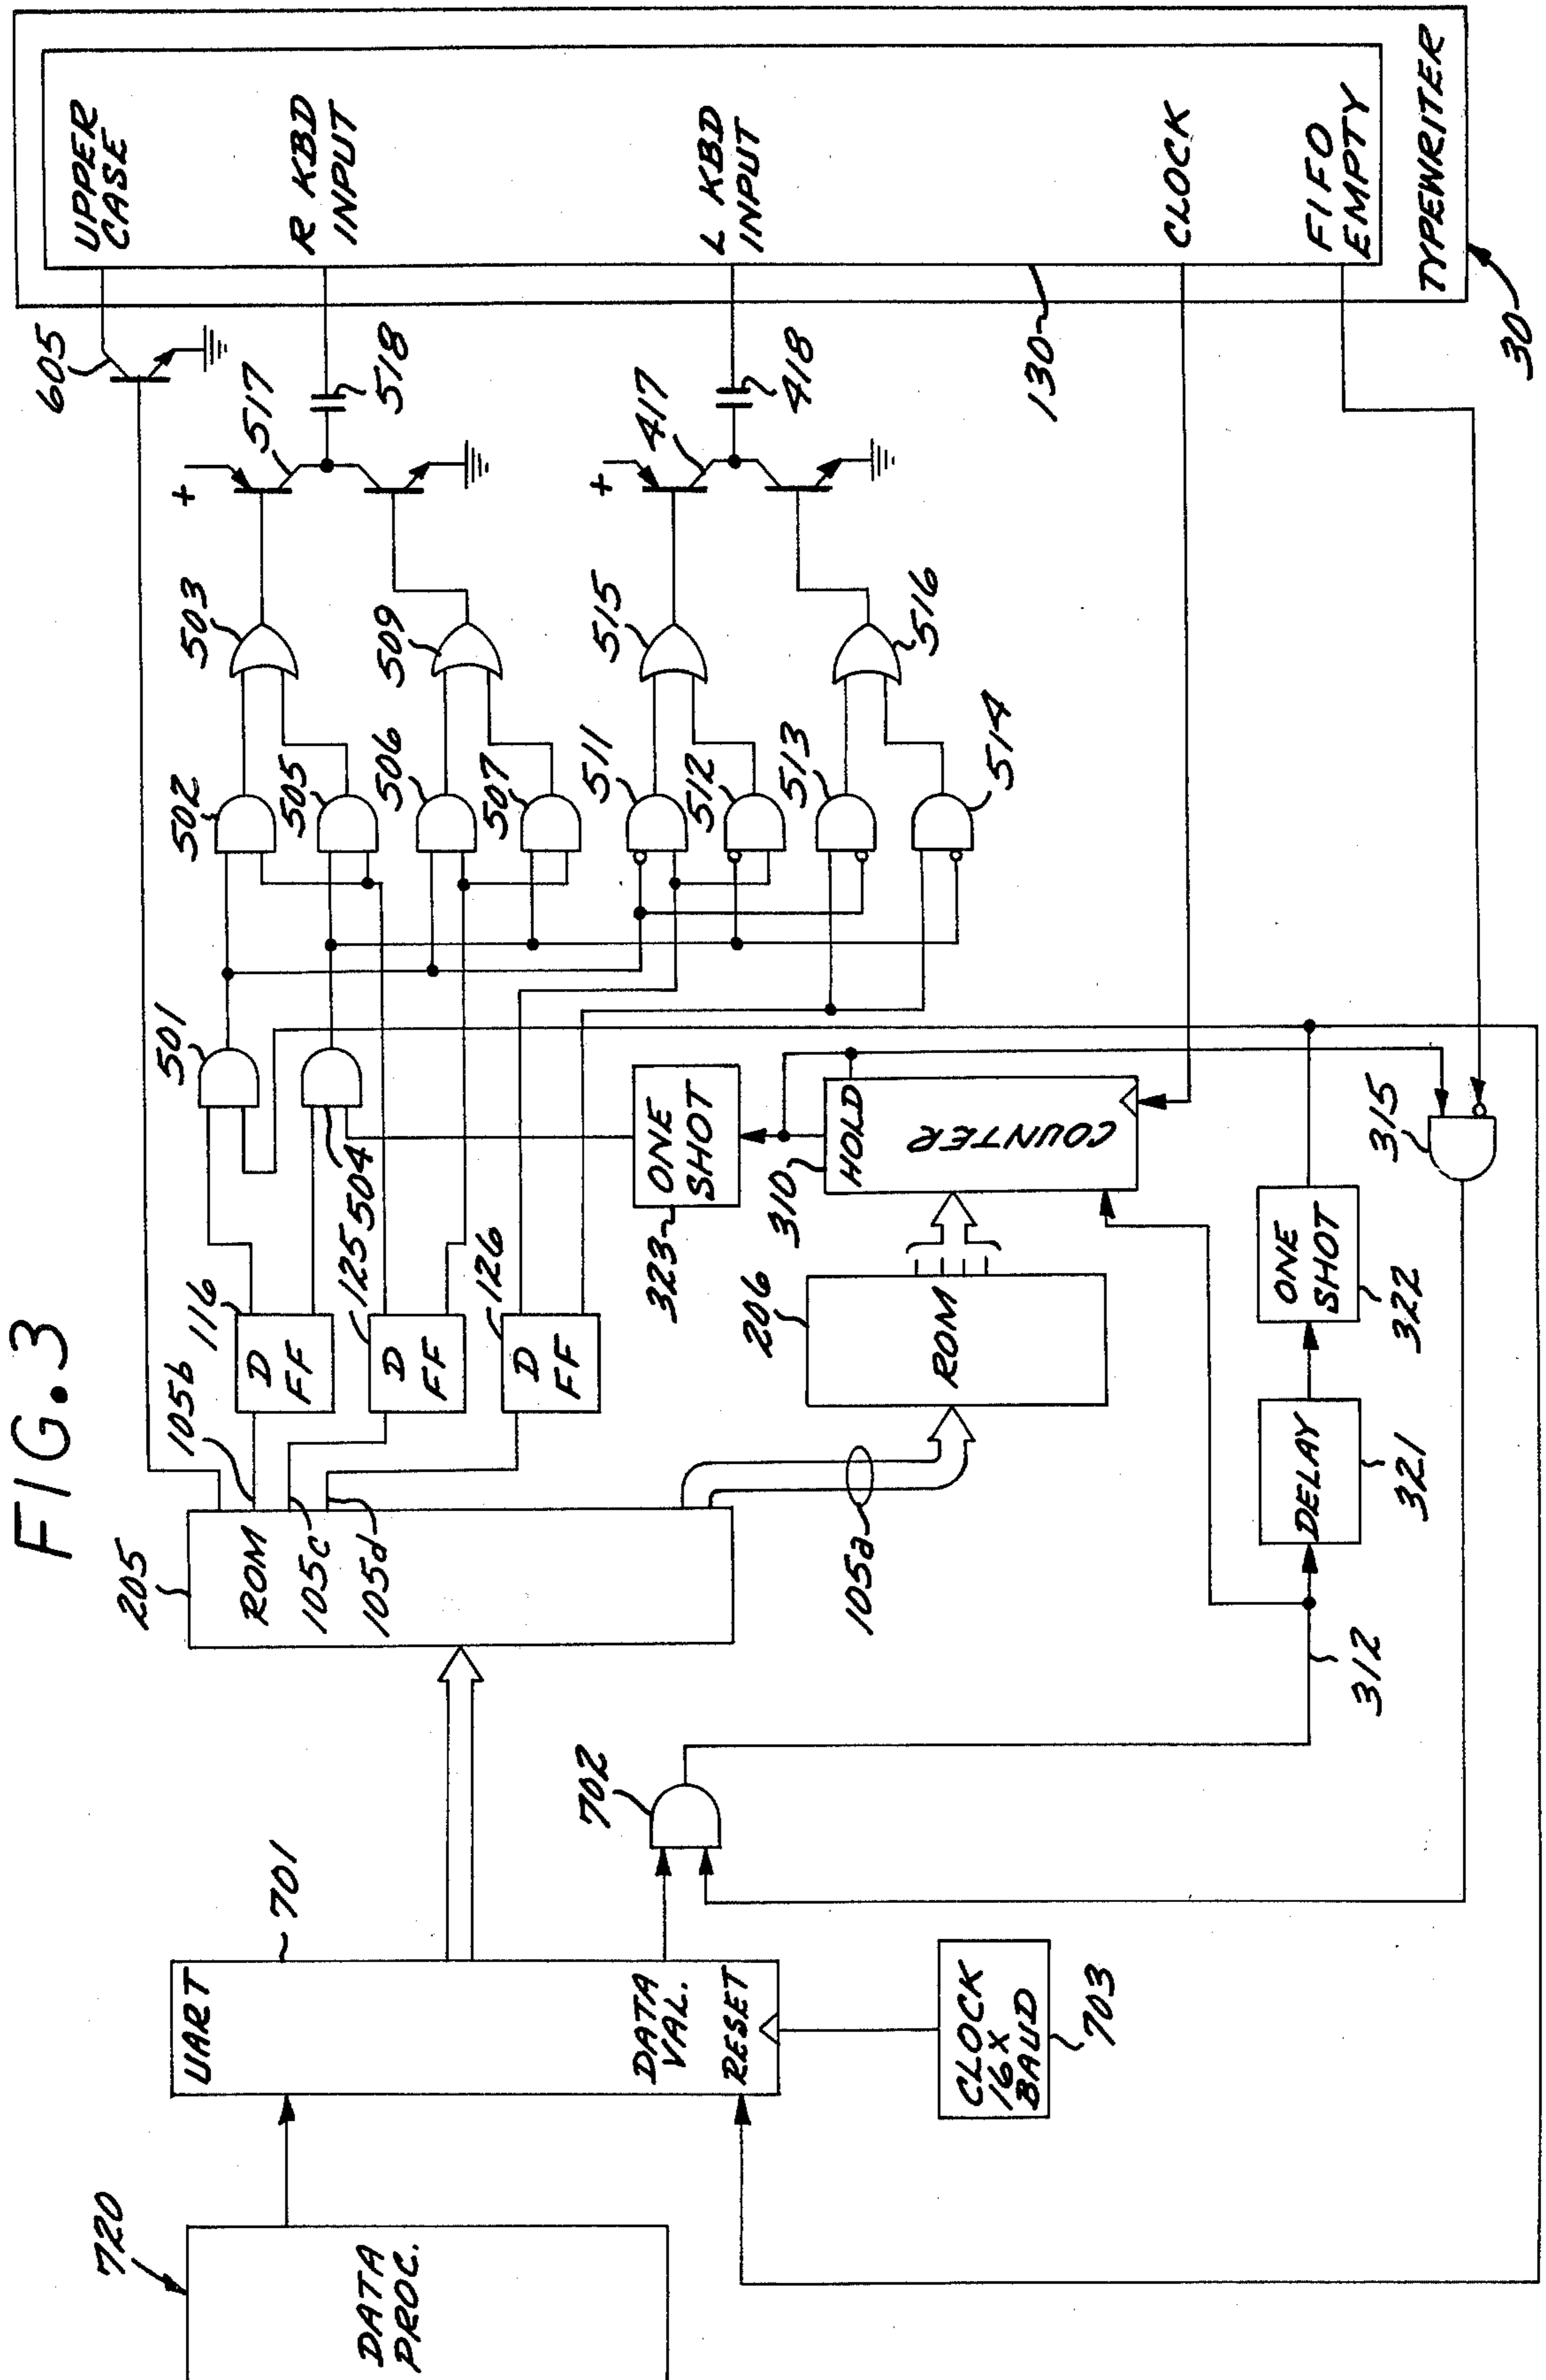 FIG.3
720
DATA
PROC.
701
UART
DATA
VAL.
RESET
CLOCK
16X
BAUD
703
702
205
ROM
105b
105c
105d
105a
312
116
D
FF
125
D
FF
126
D
FF
206
ROM
DELAY
321
ONE
SHOT
322
501
504
ONE
SHOT
323
310
HOLD
COUNTER
315
502
505
506
507
511
512
513
514
503
509
515
516
605
+
517
518
+
417
418
130
30
UPPER
CASE
R KBD
INPUT
L KBD
INPUT
CLOCK
FIFO
EMPTY
TYPEWRITER